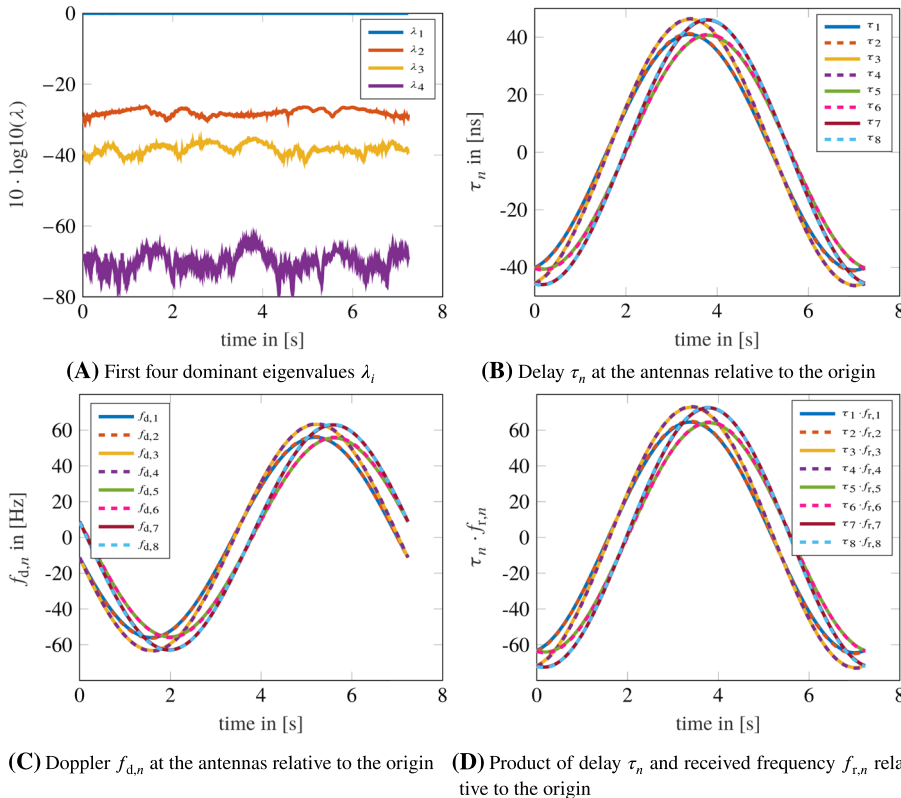 0
−20
−40
−60
−80
10 · log10(λ)
λ1
λ2
λ3
λ4
0 2 4 6 8
time in [s]
(A) First four dominant eigenvalues λi
40
20
0
-20
-40
τn in [ns]
τ1
τ2
τ3
τ4
τ5
τ6
τ7
τ8
0 2 4 6 8
time in [s]
(B) Delay τn at the antennas relative to the origin
60
40
20
0
-20
-40
-60
fd,n in [Hz]
fd,1
fd,2
fd,3
fd,4
fd,5
fd,6
fd,7
fd,8
0 2 4 6 8
time in [s]
(C) Doppler fd,n at the antennas relative to the origin
60
40
20
0
-20
-40
-60
τn · fr,n
τ1 · fr,1
τ2 · fr,2
τ3 · fr,3
τ4 · fr,4
τ5 · fr,5
τ6 · fr,6
τ7 · fr,7
τ8 · fr,8
0 2 4 6 8
time in [s]
(D) Product of delay τn and received frequency fr,n rela
tive to the origin